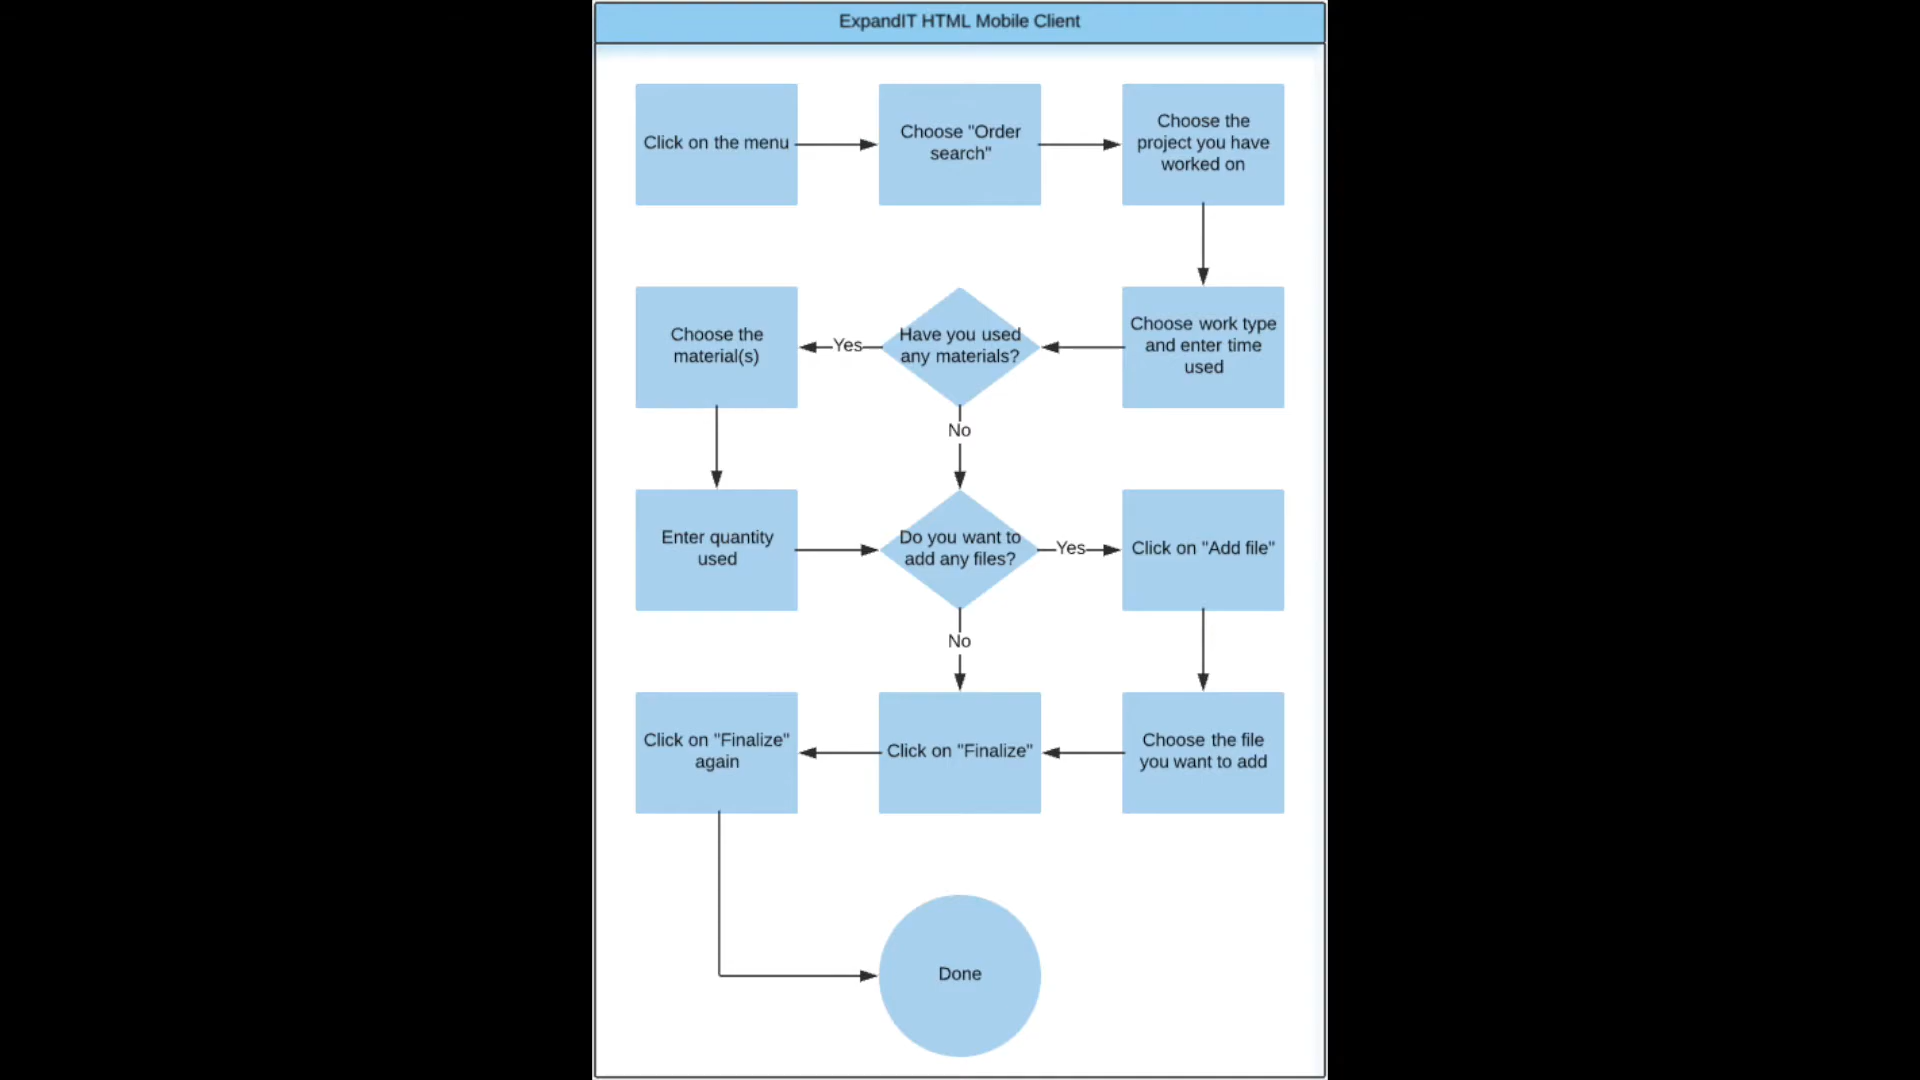 ExpandIT HTML Mobile Client
Click on the menu
Choose "Order
search"
Choose the
project you have
worked on
Choose work type
and enter time
used
Have you used
any materials?
Yes
Choose the
material(s)
No
Enter quantity
used
Do you want to
add any files?
Yes
Click on "Add file"
No
Choose the file
you want to add
Click on "Finalize"
Click on "Finalize"
again
Done